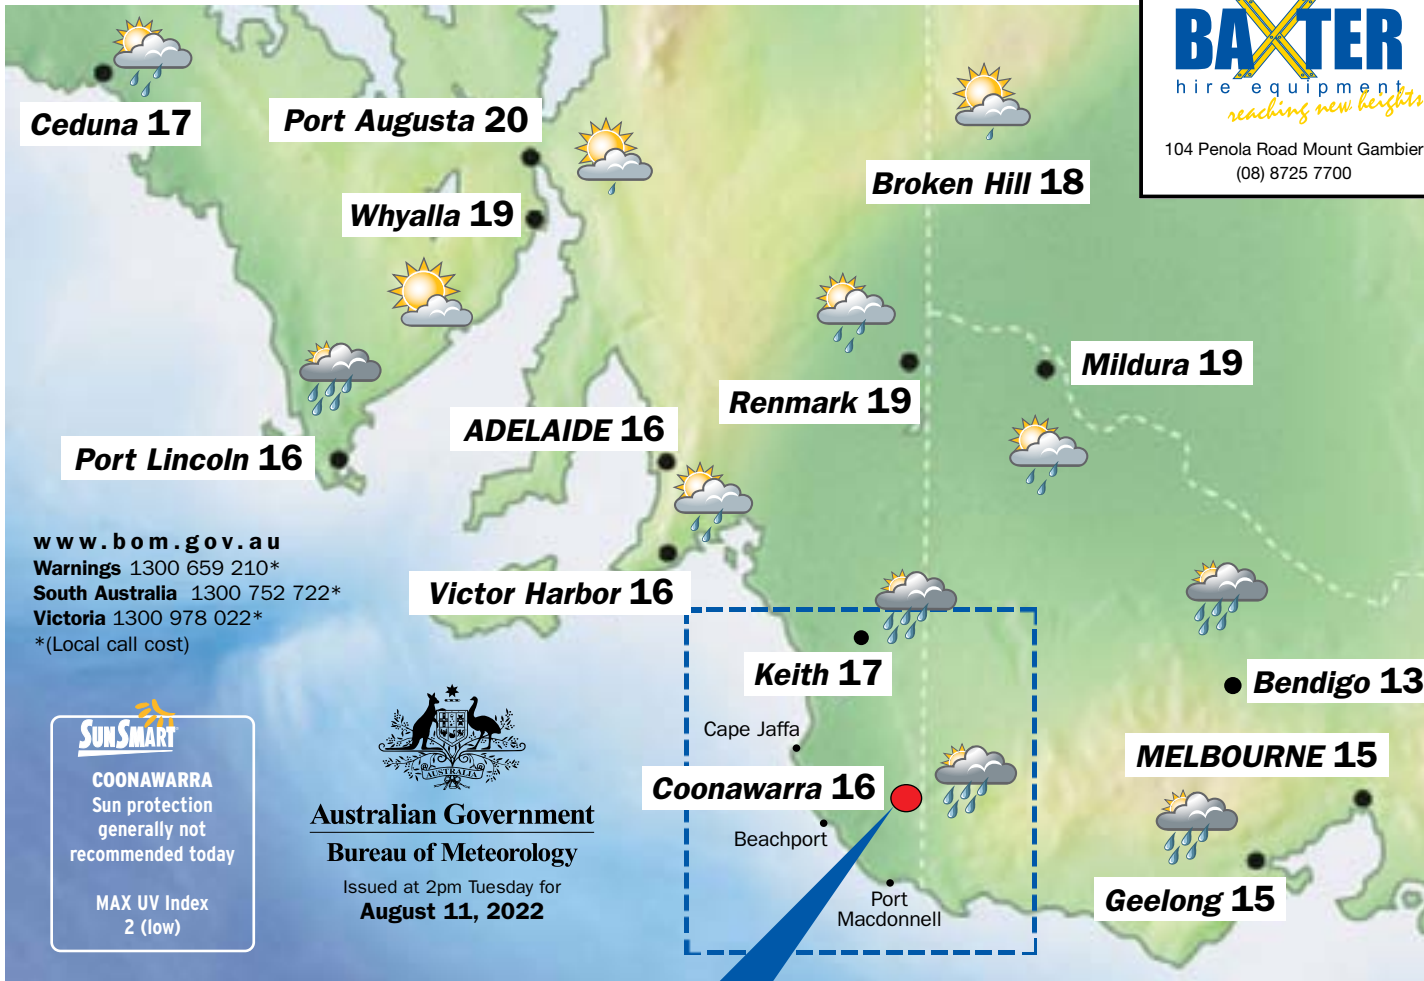 BAXTER
hire equipment
reaching new heights
104 Penola Road Mount Gambier
(08) 8725 7700
Ceduna 17
Port Augusta 20
Whyalla 19
Broken Hill 18
Renmark 19
Mildura 19
ADELAIDE 16
Port Lincoln 16
Victor Harbor 16
www.bom.gov.au
Warnings 1300 659 210*
South Australia 1300 752 722*
Victoria 1300 978 022*
*(Local call cost)
Keith 17
Bendigo 13
Cape Jaffa
MELBOURNE 15
Coonawarra 16
Beachport
Port
Macdonnell
Geelong 15
SUNSMART
COONAWARRA
Sun protection
generally not
recommended today
MAX UV Index
2 (low)
AUSTRALIA
Australian Government
Bureau of Meteorology
Issued at 2pm Tuesday for
August 11, 2022